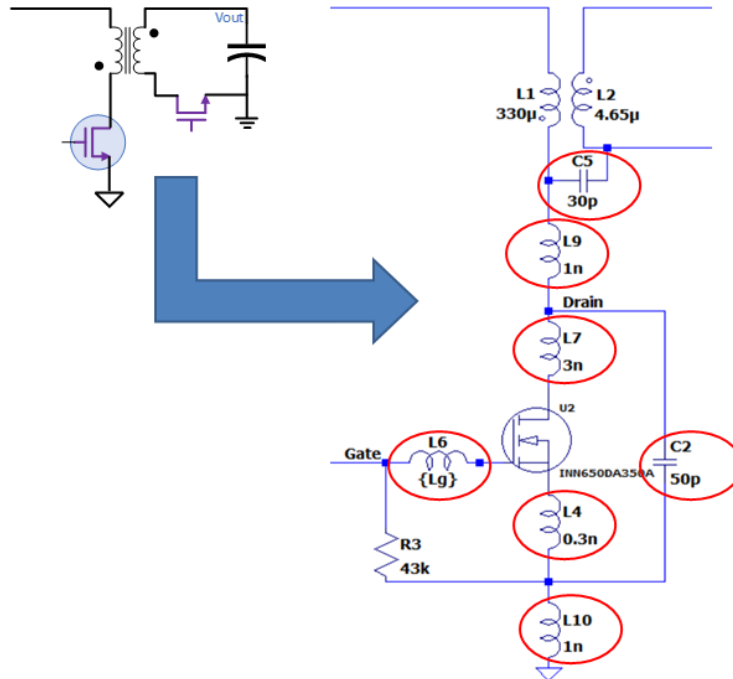 Vout
L1
330µ
L2
4.65µ
C5
30p
L9
1n
Drain
L7
3n
U2
Gate
L6
{Lg}
INN650DA350A
C2
50p
L4
0.3n
R3
43k
L10
1n